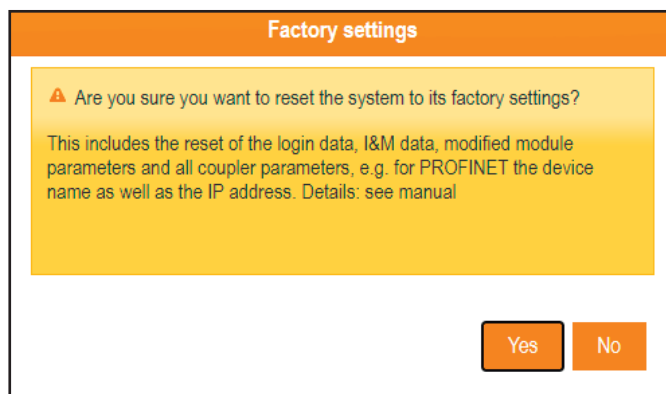 Factory settings
Are you sure you want to reset the system to its factory settings?
This includes the reset of the login data, I&M data, modified module
parameters and all coupler parameters, e.g. for PROFINET the device
name as well as the IP address. Details: see manual
Yes No